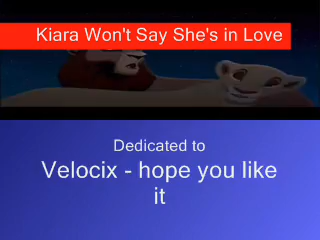 Kiara Won't Say She's in Love
Dedicated to
Velocix - hope you like
it